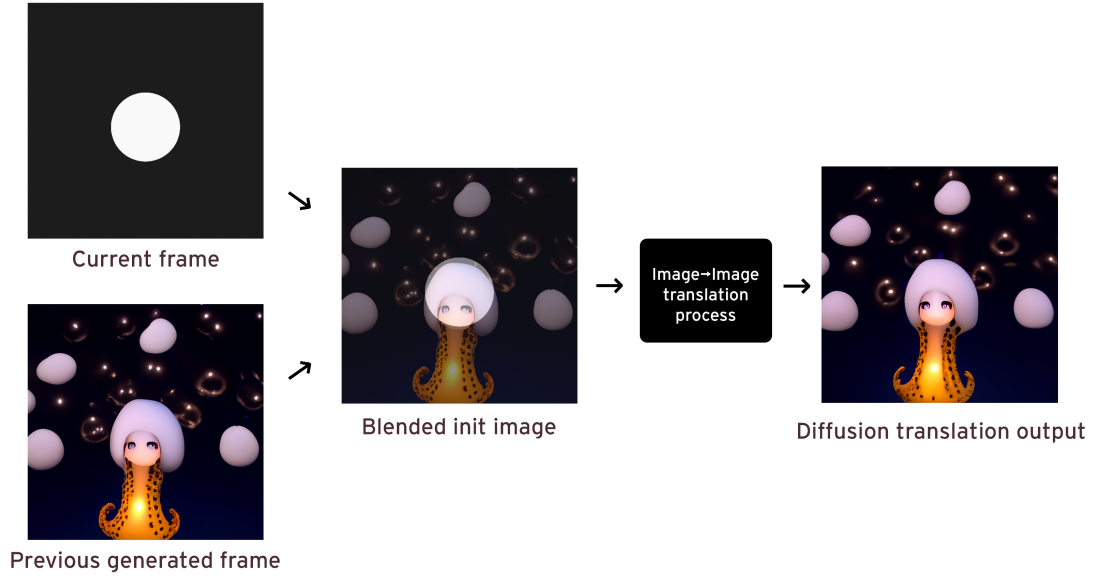 Current frame
Previous generated frame
Blended init image
Image→Image
translation
process
Diffusion translation output